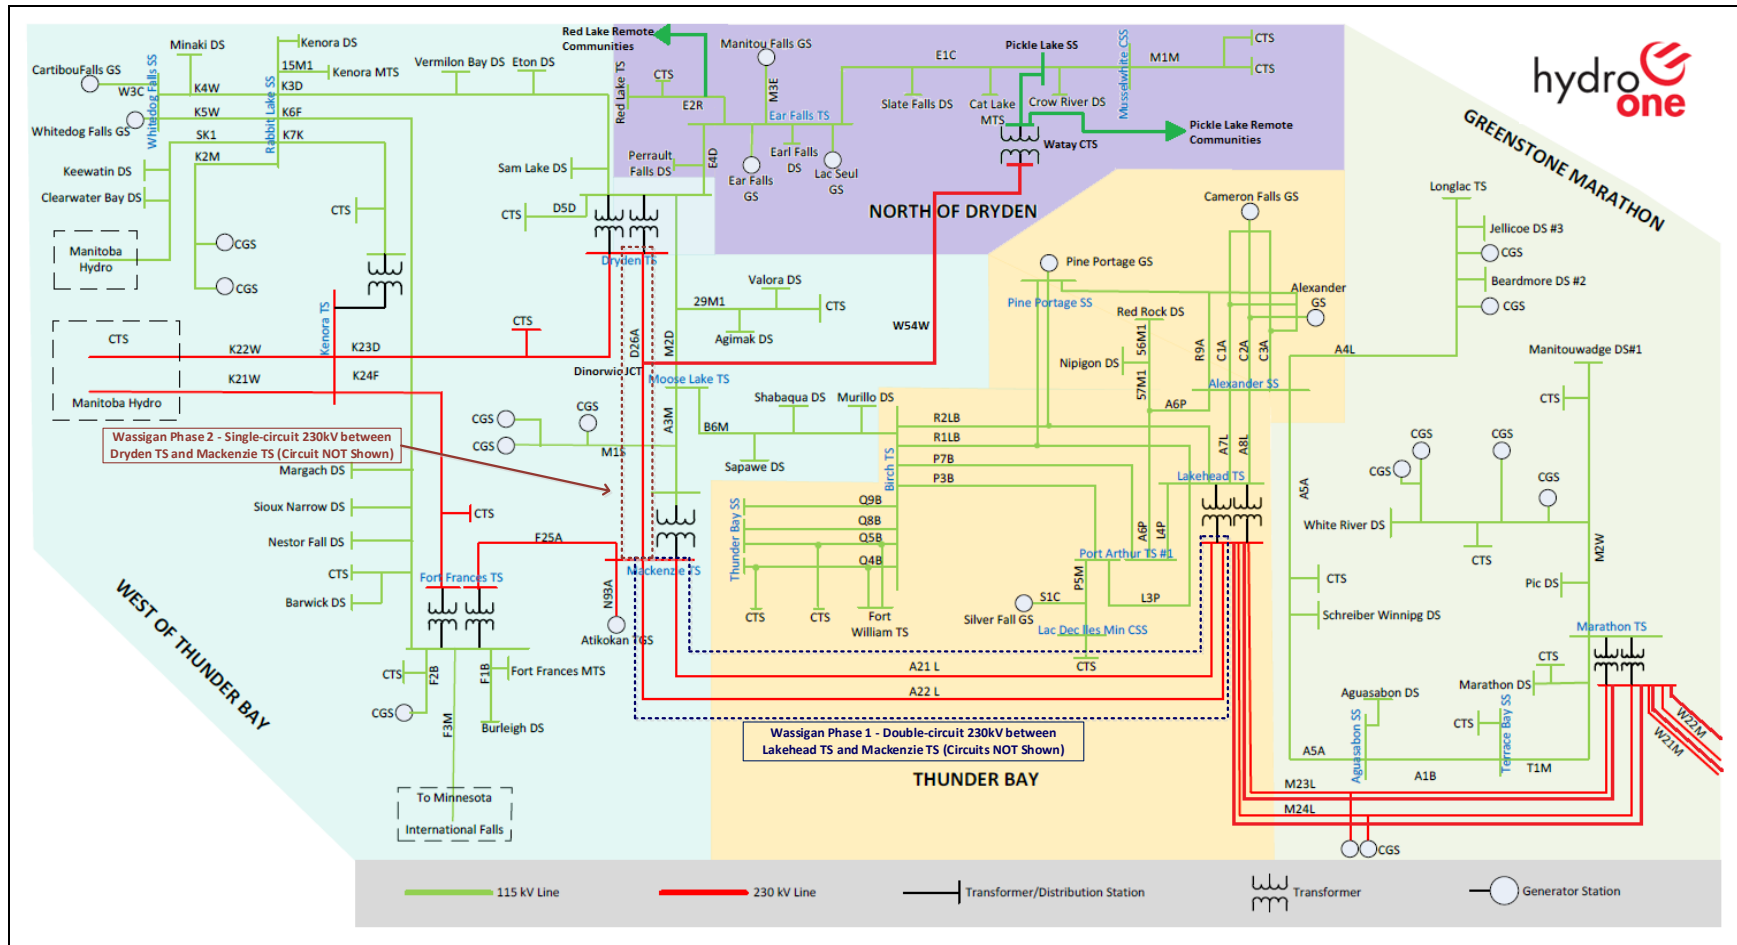 Red Lake Remote
Communities
Manitou Falls GS
Pickle Lake SS
E1C
M1M
CTS
CTS
Musselwhite CSS
hydro
one
GREENSTONE MARATHON
Minaki DS
Kenora DS
15M1
Kenora MTS
Vermilon Bay DS
Eton DS
CartibouFalls GS
W3C
Whitedog Falls SS
K4W
K3D
Rabbit Lake SS
K5W
K6F
Whitedog Falls GS
SK1
K7K
K2M
Keewatin DS
Clearwater Bay DS
CTS
Manitoba
Hydro
CGS
CGS
Red Lake TS
CTS
E2R
M3E
Ear Falls TS
Slate Falls DS
Cat Lake
MTS
Crow River DS
Watay CTS
Pickle Lake Remote
Communities
Sam Lake DS
Perrault
Falls DS
E4D
Ear Falls
GS
Earl Falls
DS
Lac Seul
GS
CTS
D5D
NORTH OF DRYDEN
Dryden TS
Cameron Falls GS
Longlac TS
Jellicoe DS #3
CGS
Beardmore DS #2
CGS
Pine Portage GS
Pine Portage SS
Alexander
GS
Red Rock DS
56M1
Nipigon DS
57M1
R9A
C1A
C2A
C3A
A6P
Alexander SS
A4L
Valora DS
29M1
CTS
Agimak DS
W54W
CTS
D26A
M2D
Dinorwic JCT
Moose Lake TS
Kenora TS
CTS
K22W
K23D
K21W
K24F
Manitoba Hydro
Wassigan Phase 2 - Single-circuit 230kV between
Dryden TS and Mackenzie TS (Circuit NOT Shown)
CGS
CGS
CGS
A3M
B6M
Shabaqua DS
Murillo DS
Sapawe DS
R2LB
R1LB
P7B
P3B
Birch TS
A7L
A8L
Lakehead TS
Manitouwadge DS#1
CTS
CGS
CGS
CGS
CGS
A5A
White River DS
CTS
M2W
Margach DS
Sioux Narrow DS
Nestor Fall DS
CTS
Barwick DS
CTS
F25A
Fort Frances TS
Mackenzie TS
N93A
Thunder Bay SS
Q9B
Q8B
Q5B
Q4B
CTS
CTS
Fort
William TS
A6P
L4P
Port Arthur TS #1
P5M
L3P
S1C
Silver Fall GS
Lac Dec Iles Min CSS
CTS
CTS
Schreiber Winnipg DS
Pic DS
Marathon TS
CTS
Marathon DS
WEST OF THUNDER BAY
CTS
F2B
F1B
Fort Frances MTS
CGS
F3M
Burleigh DS
To Minnesota
International Falls
A21 L
A22 L
Wassigan Phase 1 - Double-circuit 230kV between
Lakehead TS and Mackenzie TS (Circuits NOT Shown)
THUNDER BAY
Aguasabon DS
Aguasabon SS
CTS
Terrace Bay SS
A5A
A1B
T1M
M23L
M24L
CGS
W22M
W21M
115 kV Line
230 kV Line
Transformer/Distribution Station
Transformer
Generator Station